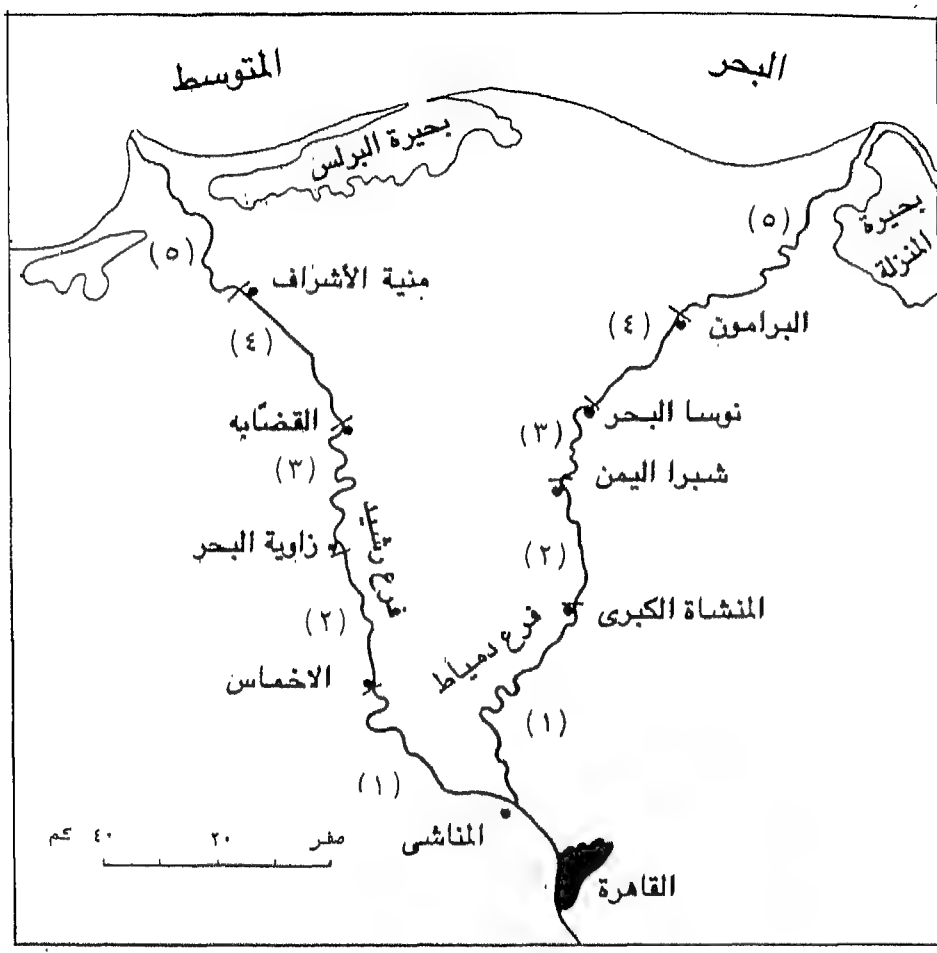 البحر
المتوسط
بحيرة البرلس
بحيرة
المنزلة
(٥)
(٥)
منية الأشراف
البرامون
(٤)
(٤)
نوسا البحر
القضّابه
(٣)
(٣)
شبرا اليمن
فرع رشيد
زاوية البحر
(٢)
(٢)
المنشاة الكبرى
فرع دمياط
الاخماس
(١)
(١)
المناشى
صفر ٢٠ ٤٠ كم
القاهرة